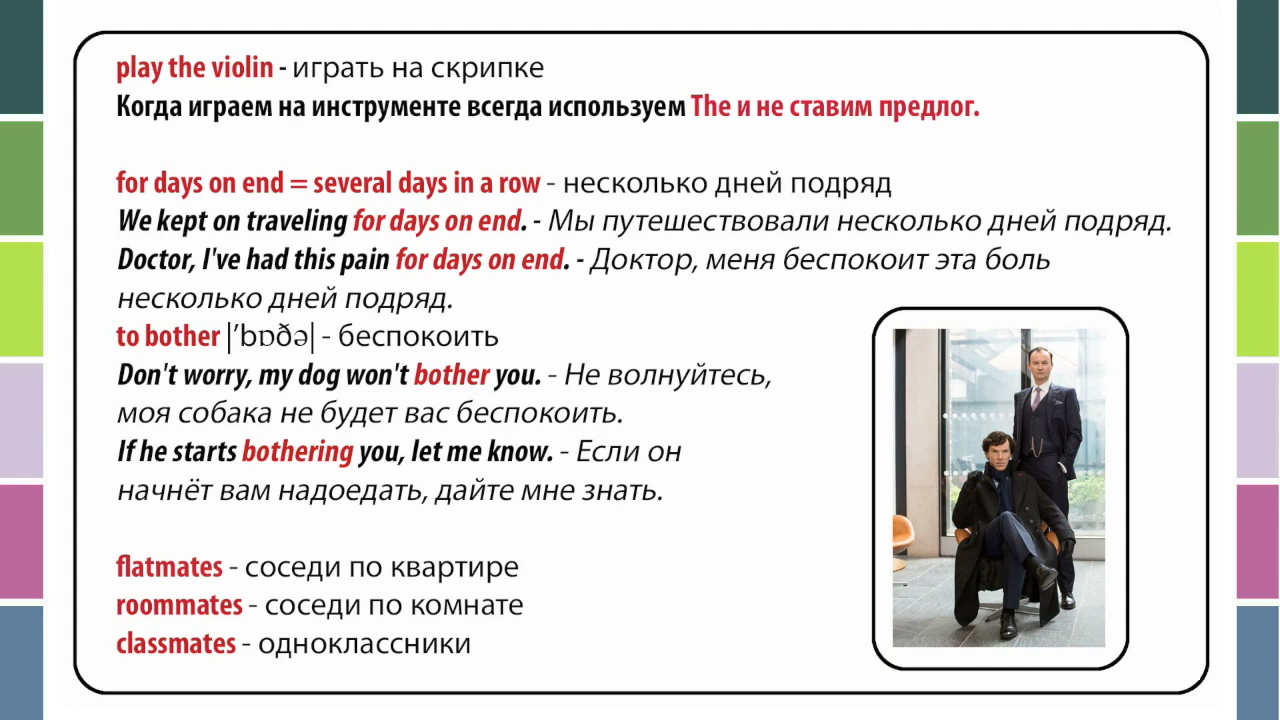 play the violin - играть на скрипке
Когда играем на инструменте всегда используем The и не ставим предлог.
for days on end = several days in a row - несколько дней подряд
We kept on traveling for days on end. - Мы путешествовали несколько дней подряд.
Doctor, I've had this pain for days on end. - Доктор, меня беспокоит эта боль
несколько дней подряд.
to bother |ˈbɒðə| - беспокоить
Don't worry, my dog won't bother you. - Не волнуйтесь,
моя собака не будет вас беспокоить.
If he starts bothering you, let me know. - Если он
начнёт вам надоедать, дайте мне знать.
flatmates - соседи по квартире
roommates - соседи по комнате
classmates - одноклассники